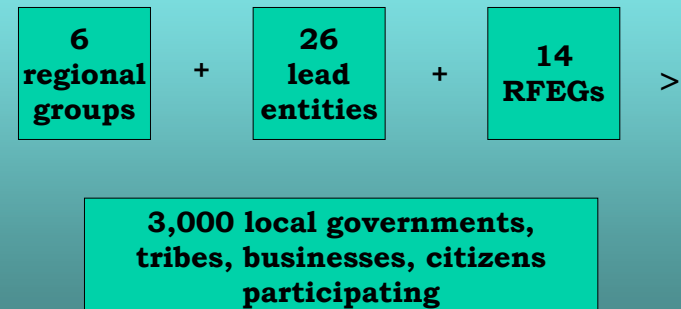 6
regional
groups
+
26
lead
entities
+
14
RFEGs
>
3,000 local governments,
tribes, businesses, citizens
participating